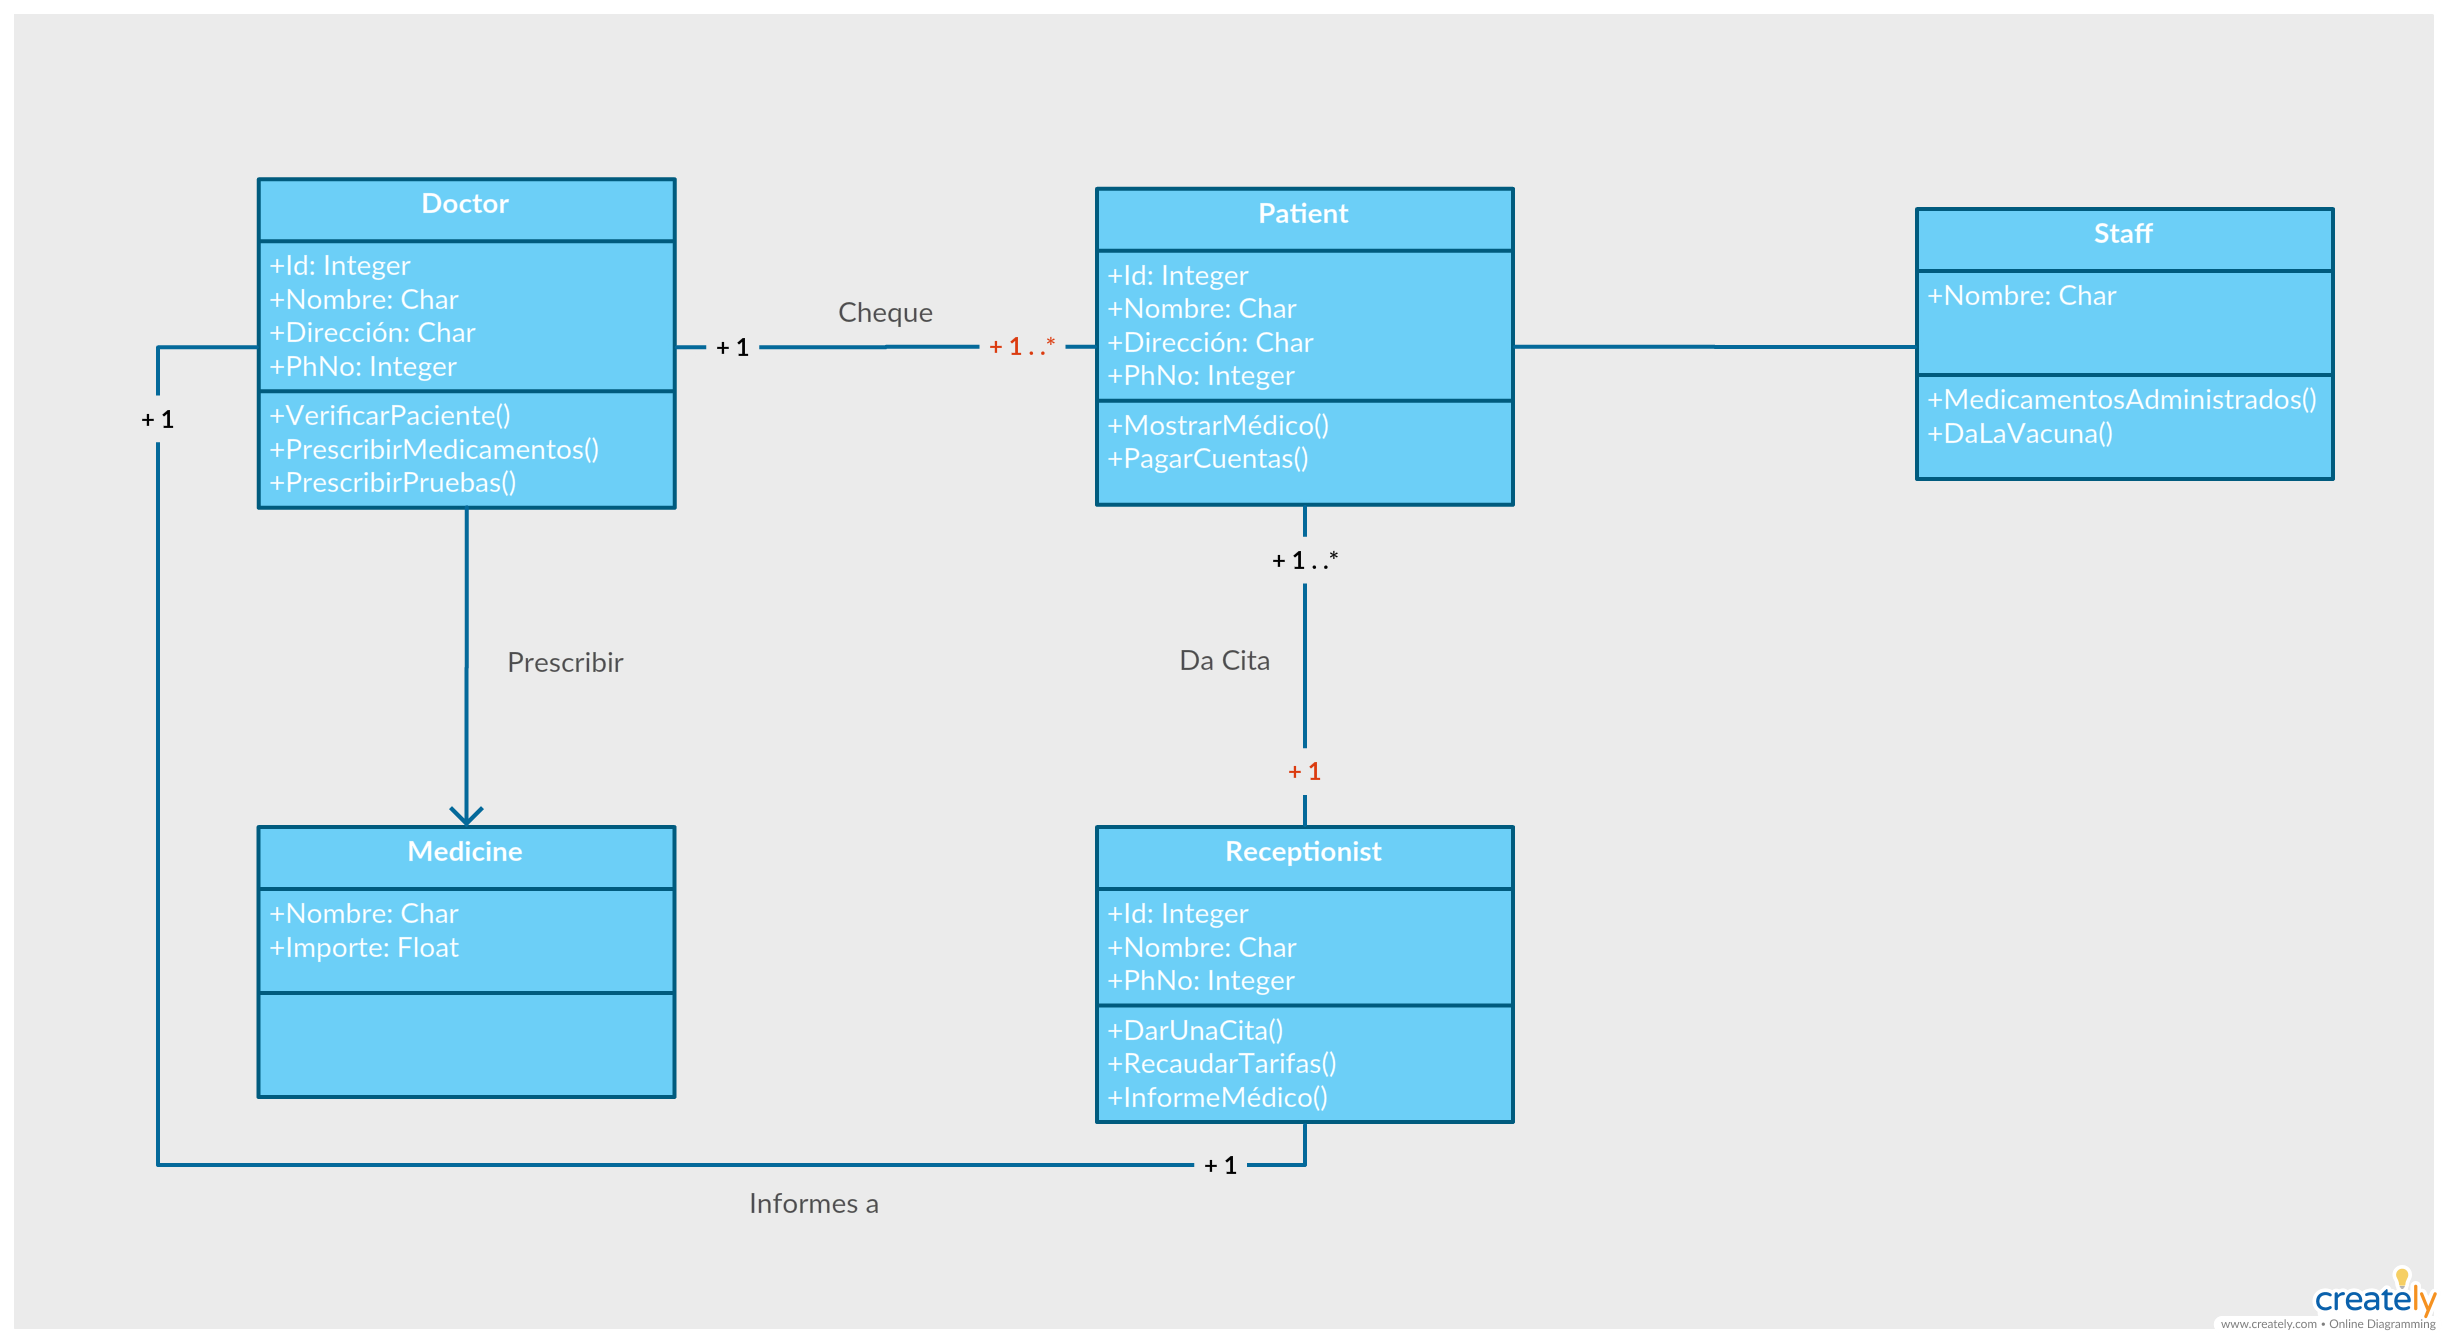 Doctor
+Id: Integer
+Nombre: Char
+Dirección: Char
+PhNo: Integer
+VerificarPaciente()
+PrescribirMedicamentos()
+PrescribirPruebas()
Cheque
+ 1
+ 1 . .*
Patient
+Id: Integer
+Nombre: Char
+Dirección: Char
+PhNo: Integer
+MostrarMédico()
+PagarCuentas()
Staff
+Nombre: Char
+MedicamentosAdministrados()
+DaLaVacuna()
+ 1
+ 1 . .*
Prescribir
Da Cita
+ 1
Medicine
+Nombre: Char
+Importe: Float
Receptionist
+Id: Integer
+Nombre: Char
+PhNo: Integer
+DarUnaCita()
+RecaudarTarifas()
+InformeMédico()
+ 1
Informes a
creately
www.creately.com • Online Diagramming